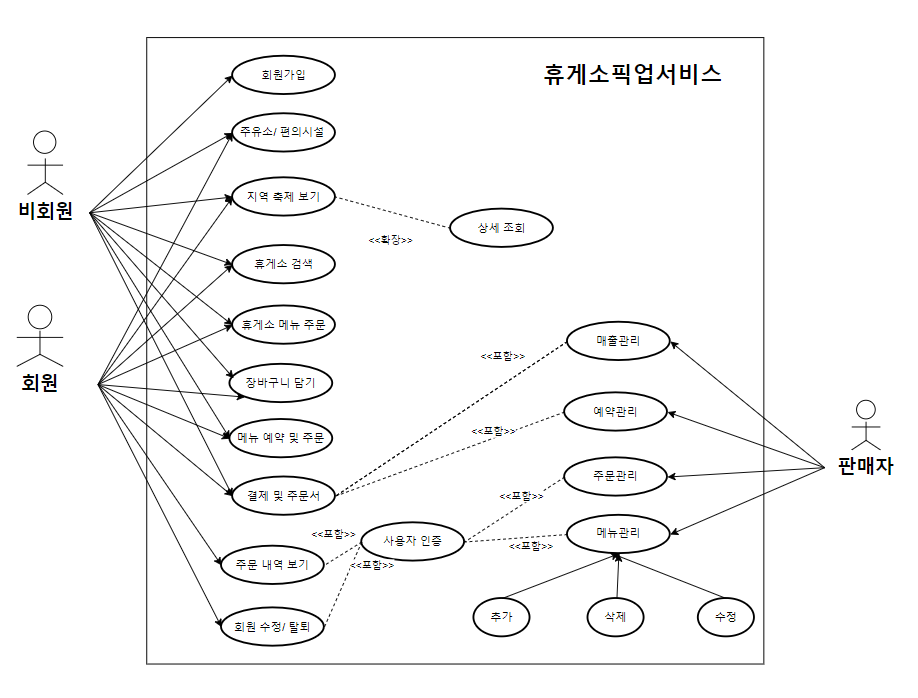 휴게소픽업서비스
회원가입
주유소/ 편의시설
비회원
지역 축제 보기
상세 조회
<<확장>>
휴게소 검색
휴게소 메뉴 주문
매출관리
<<포함>>
회원
장바구니 담기
예약관리
<<포함>>
메뉴 예약 및 주문
판매자
주문관리
결제 및 주문서
<<포함>>
<<포함>>
사용자 인증
메뉴관리
<<포함>>
주문 내역 보기
<<포함>>
추가
삭제
수정
회원 수정/ 탈퇴